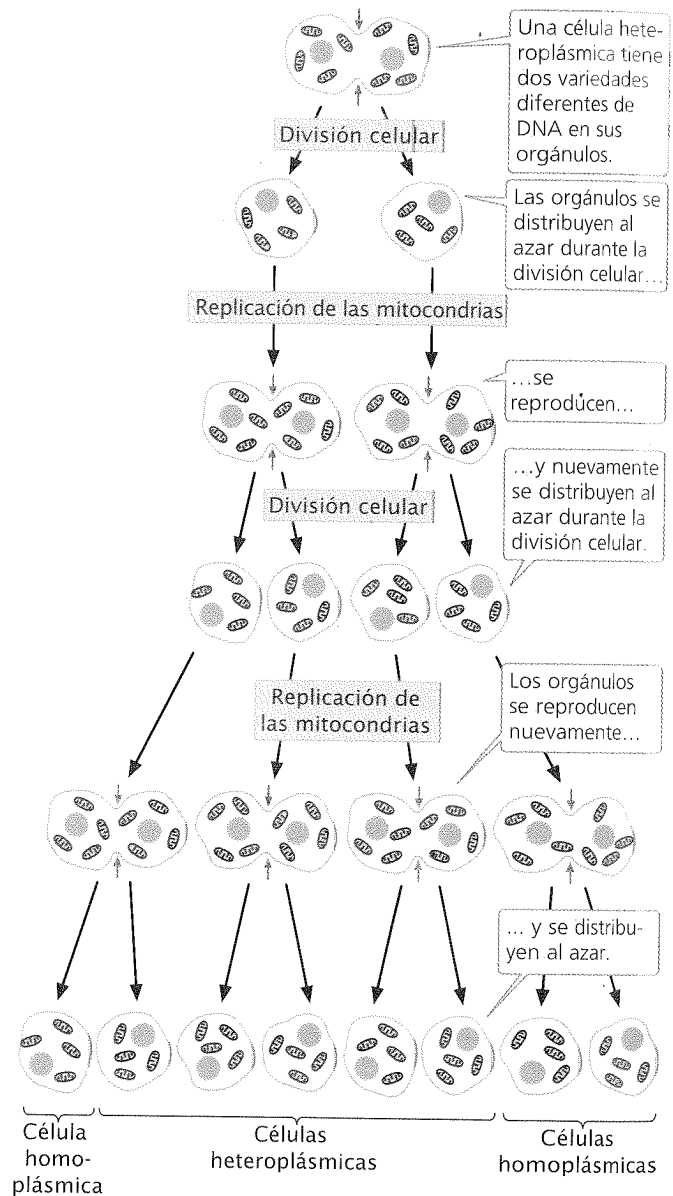 Una célula hete-
roplásmica tiene
dos variedades
diferentes de
DNA en sus
orgánulos.
División celular
Las orgánulos se
distribuyen al
azar durante la
división celular...
Replicación de las mitocondrias
...se
reproducen...
...y nuevamente
se distribuyen al
azar durante la
división celular.
División celular
Los orgánulos
se reproducen
nuevamente...
Replicación de
las mitocondrias
... y se distribu-
yen al azar.
Célula
homo-
plásmica
Células
heteroplásmicas
Células
homoplásmicas